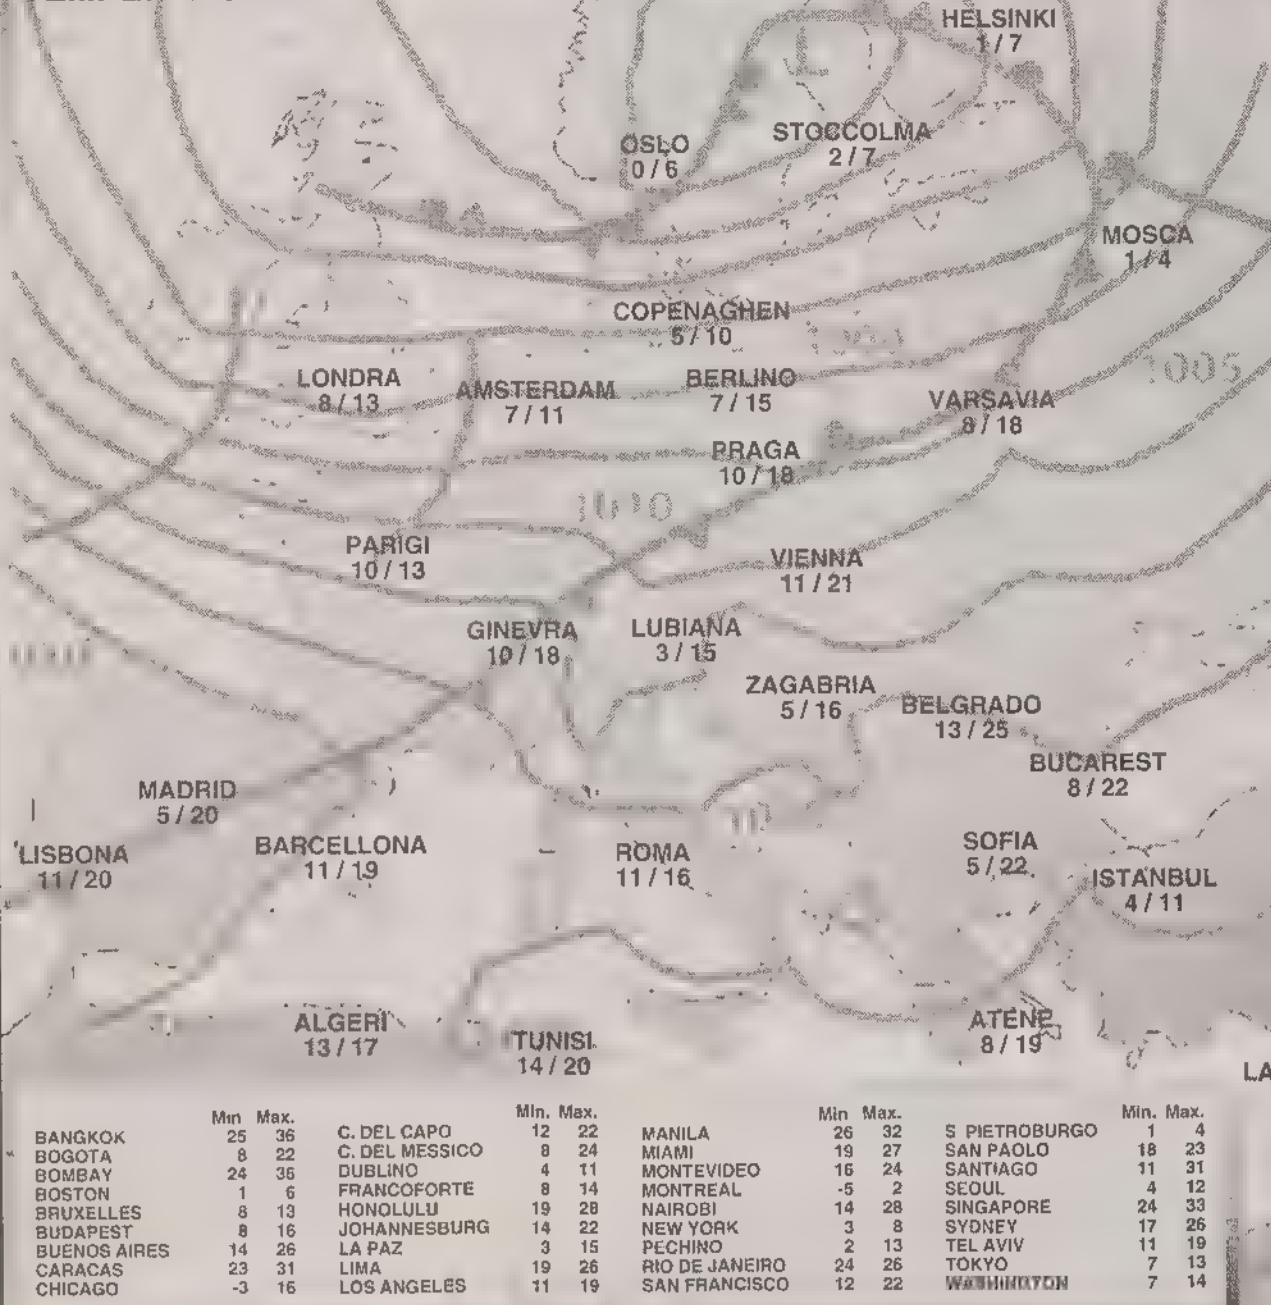 HELSINKI
1 / 7
OSLO
0 / 6
STOCCOLMA
2 / 7
MOSCA
1 / 4
COPENAGHEN
5 / 10
1005
LONDRA
8 / 13
AMSTERDAM
7 / 11
BERLINO
7 / 15
VARSAVIA
8 / 18
PRAGA
10 / 18
1010
PARIGI
10 / 13
VIENNA
11 / 21
GINEVRA
10 / 18
LUBIANA
3 / 15
ZAGABRIA
5 / 16
BELGRADO
13 / 25
BUCAREST
8 / 22
MADRID
5 / 20
LISBONA
11 / 20
BARCELLONA
11 / 19
ROMA
11 / 16
SOFIA
5 / 22
ISTANBUL
4 / 11
ALGERI
13 / 17
TUNISI
14 / 20
ATENE
8 / 19
LA
Min Max.
BANGKOK 25 36
BOGOTA 8 22
BOMBAY 24 35
BOSTON 1 6
BRUXELLES 8 13
BUDAPEST 8 16
BUENOS AIRES 14 26
CARACAS 23 31
CHICAGO -3 16
Min. Max.
C. DEL CAPO 12 22
C. DEL MESSICO 8 24
DUBLINO 4 11
FRANCOFORTE 8 14
HONOLULU 19 28
JOHANNESBURG 14 22
LA PAZ 3 15
LIMA 19 26
LOS ANGELES 11 19
Min Max.
MANILA 26 32
MIAMI 19 27
MONTEVIDEO 16 24
MONTREAL -5 2
NAIROBI 14 28
NEW YORK 3 8
PECHINO 2 13
RIO DE JANEIRO 24 26
SAN FRANCISCO 12 22
Min. Max.
S PIETROBURGO 1 4
SAN PAOLO 18 23
SANTIAGO 11 31
SEOUL 4 12
SINGAPORE 24 33
SYDNEY 17 26
TEL AVIV 11 19
TOKYO 7 13
WASHINGTON 7 14